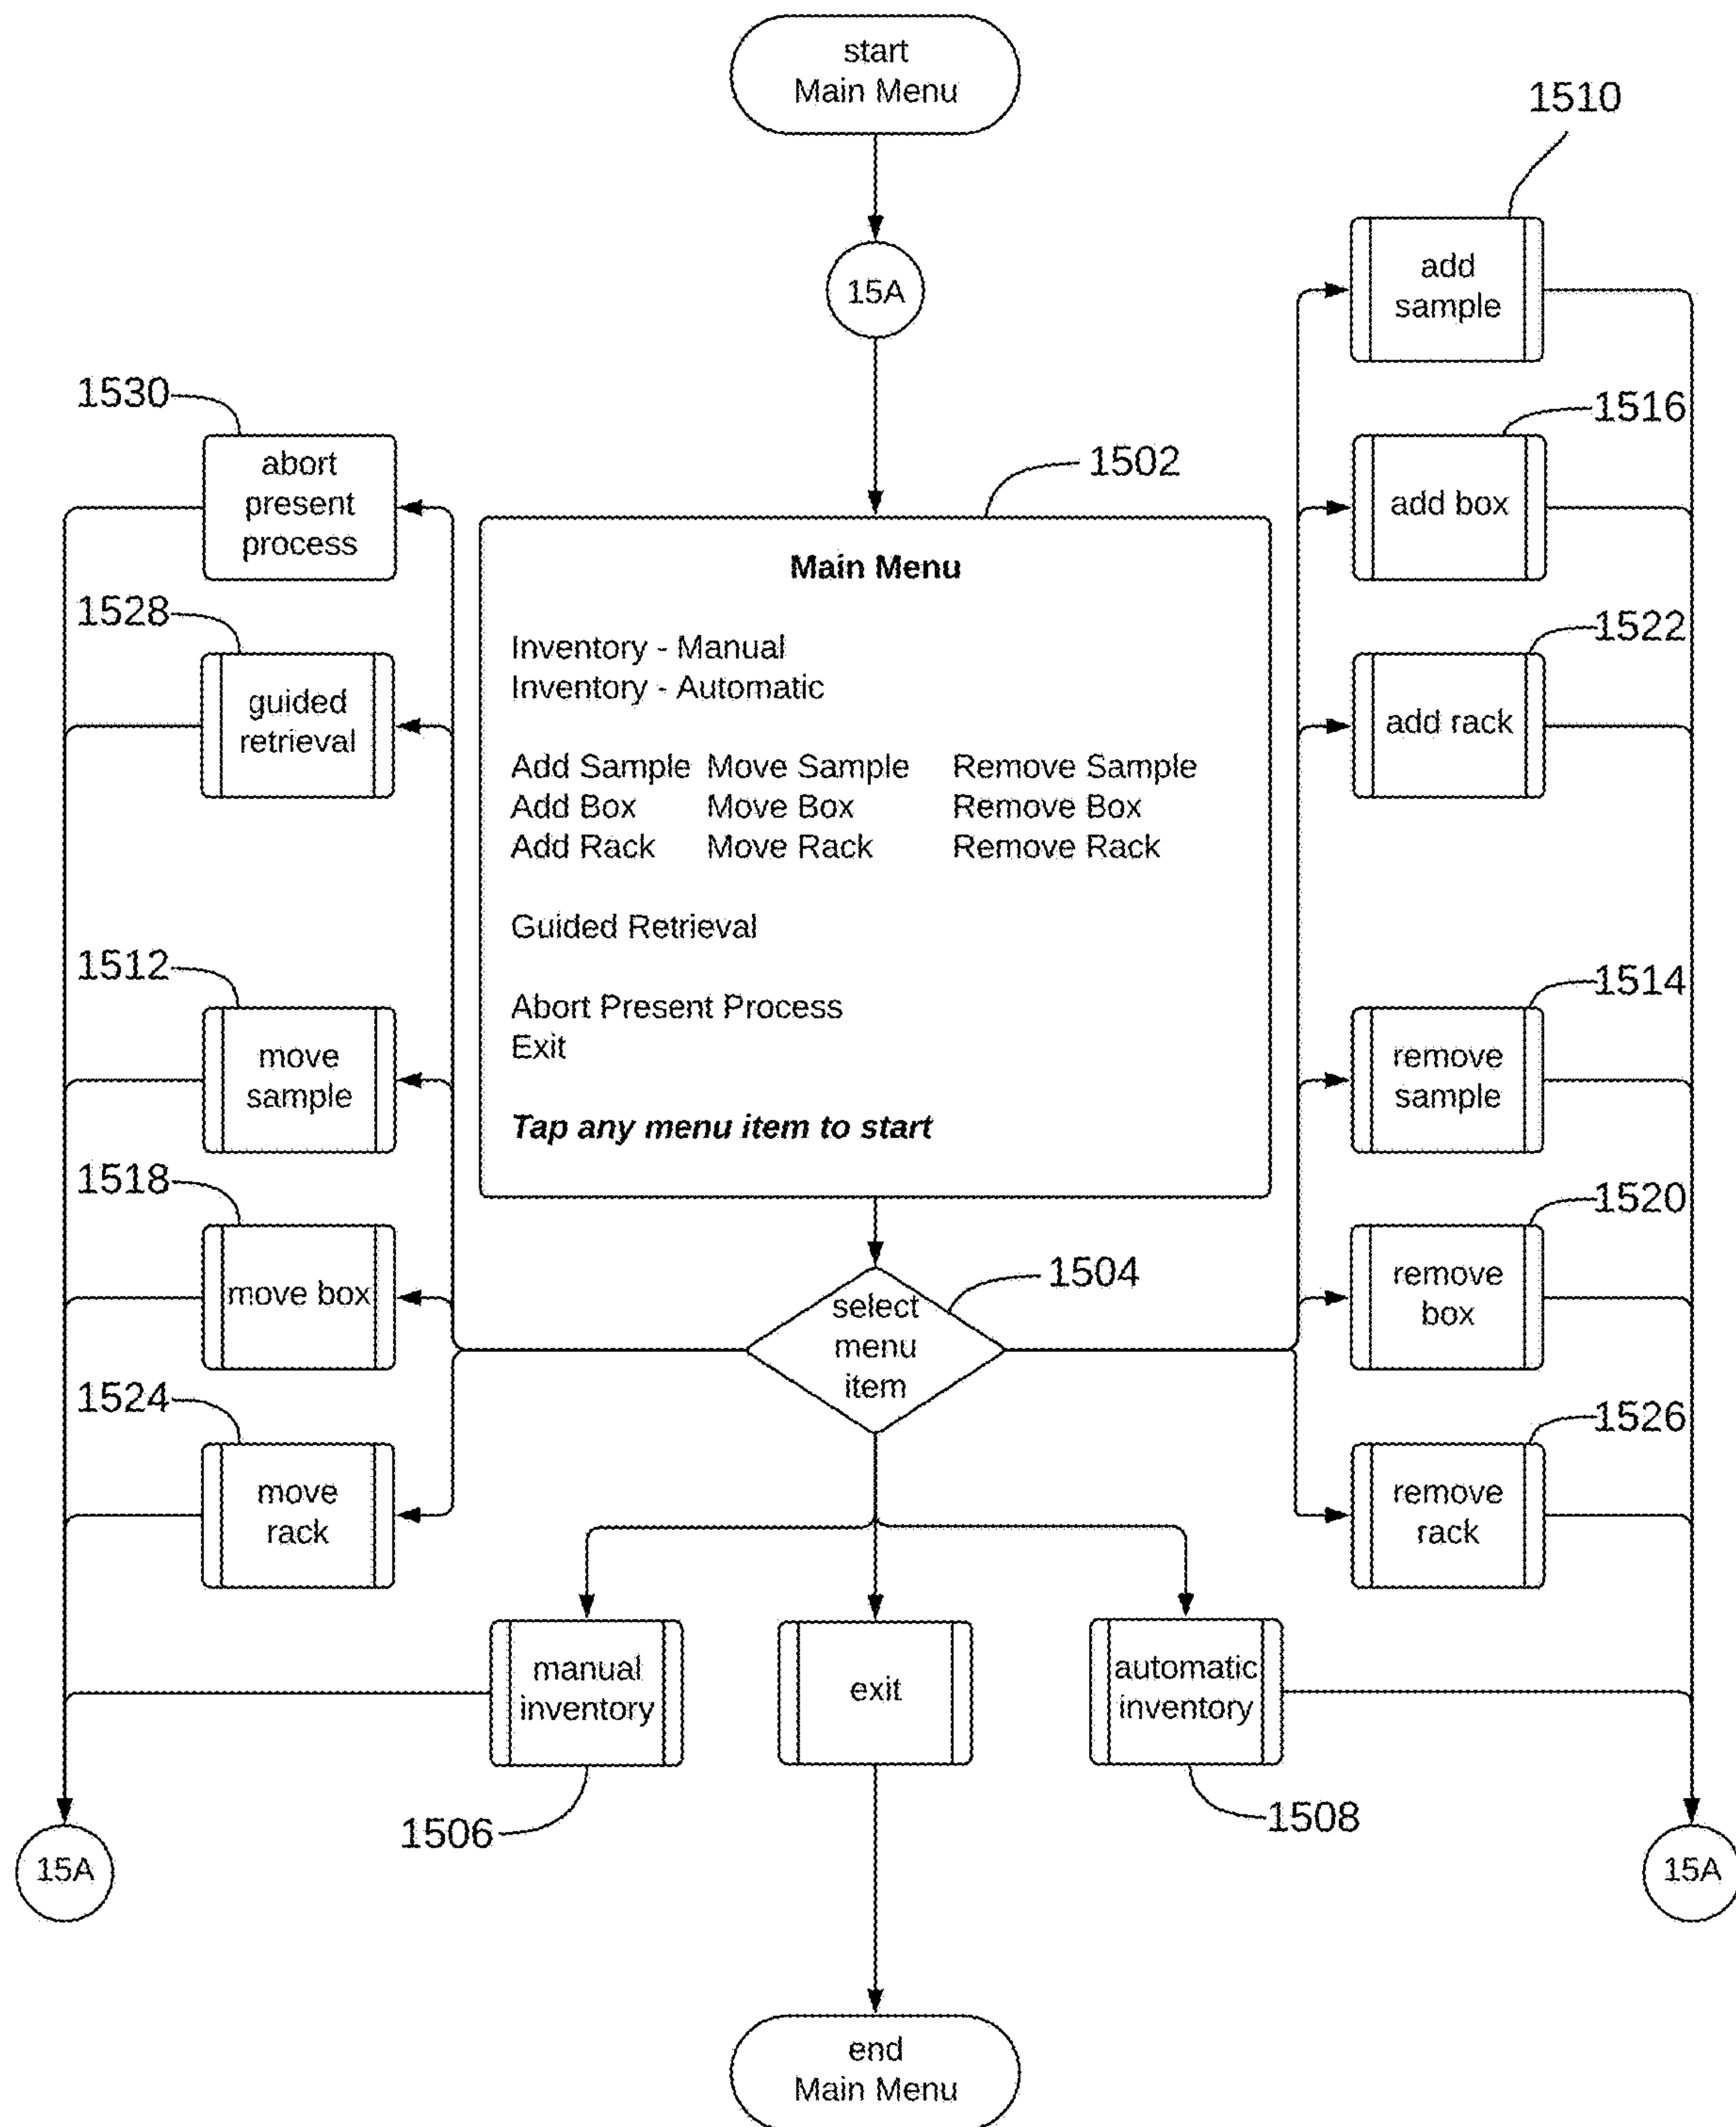 start
Main Menu
1510
15A
add
sample
1530
1516
abort
present
process
1502
add box
Main Menu
1528
1522
Inventory - Manual
Inventory - Automatic
guided
retrieval
add rack
Add Sample Move Sample Remove Sample
Add Box Move Box Remove Box
Add Rack Move Rack Remove Rack
Guided Retrieval
1512
1514
Abort Present Process
Exit
move
sample
remove
sample
Tap any menu item to start
1518
1520
move box
1504
select
menu
item
remove
box
1524
1526
move
rack
remove
rack
manual
inventory
exit
automatic
inventory
1506
1508
15A
15A
end
Main Menu